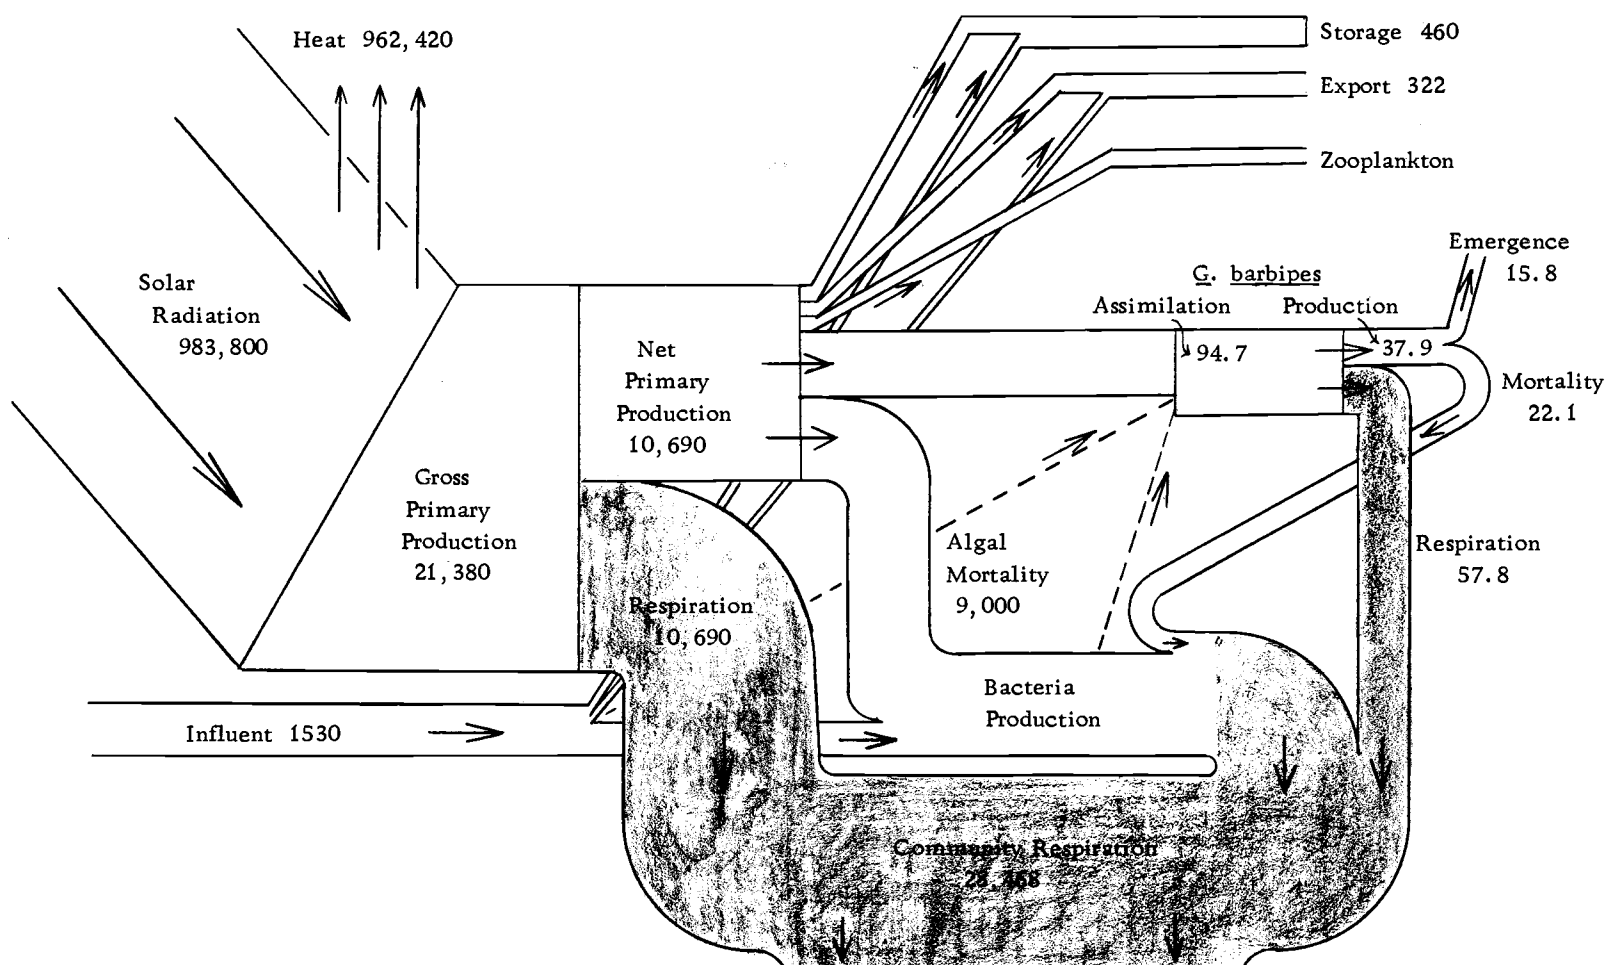 Heat 962,420
Storage 460
Export 322
Zooplankton
Emergence
15.8
G. barbipes
Assimilation
Production
94.7
37.9
Solar
Radiation
983,800
Net
Primary
Production
10,690
Mortality
22.1
Gross
Primary
Production
21,380
Algal
Mortality
9,000
Respiration
57.8
Respiration
10,690
Bacteria
Production
Influent 1530
Community Respiration